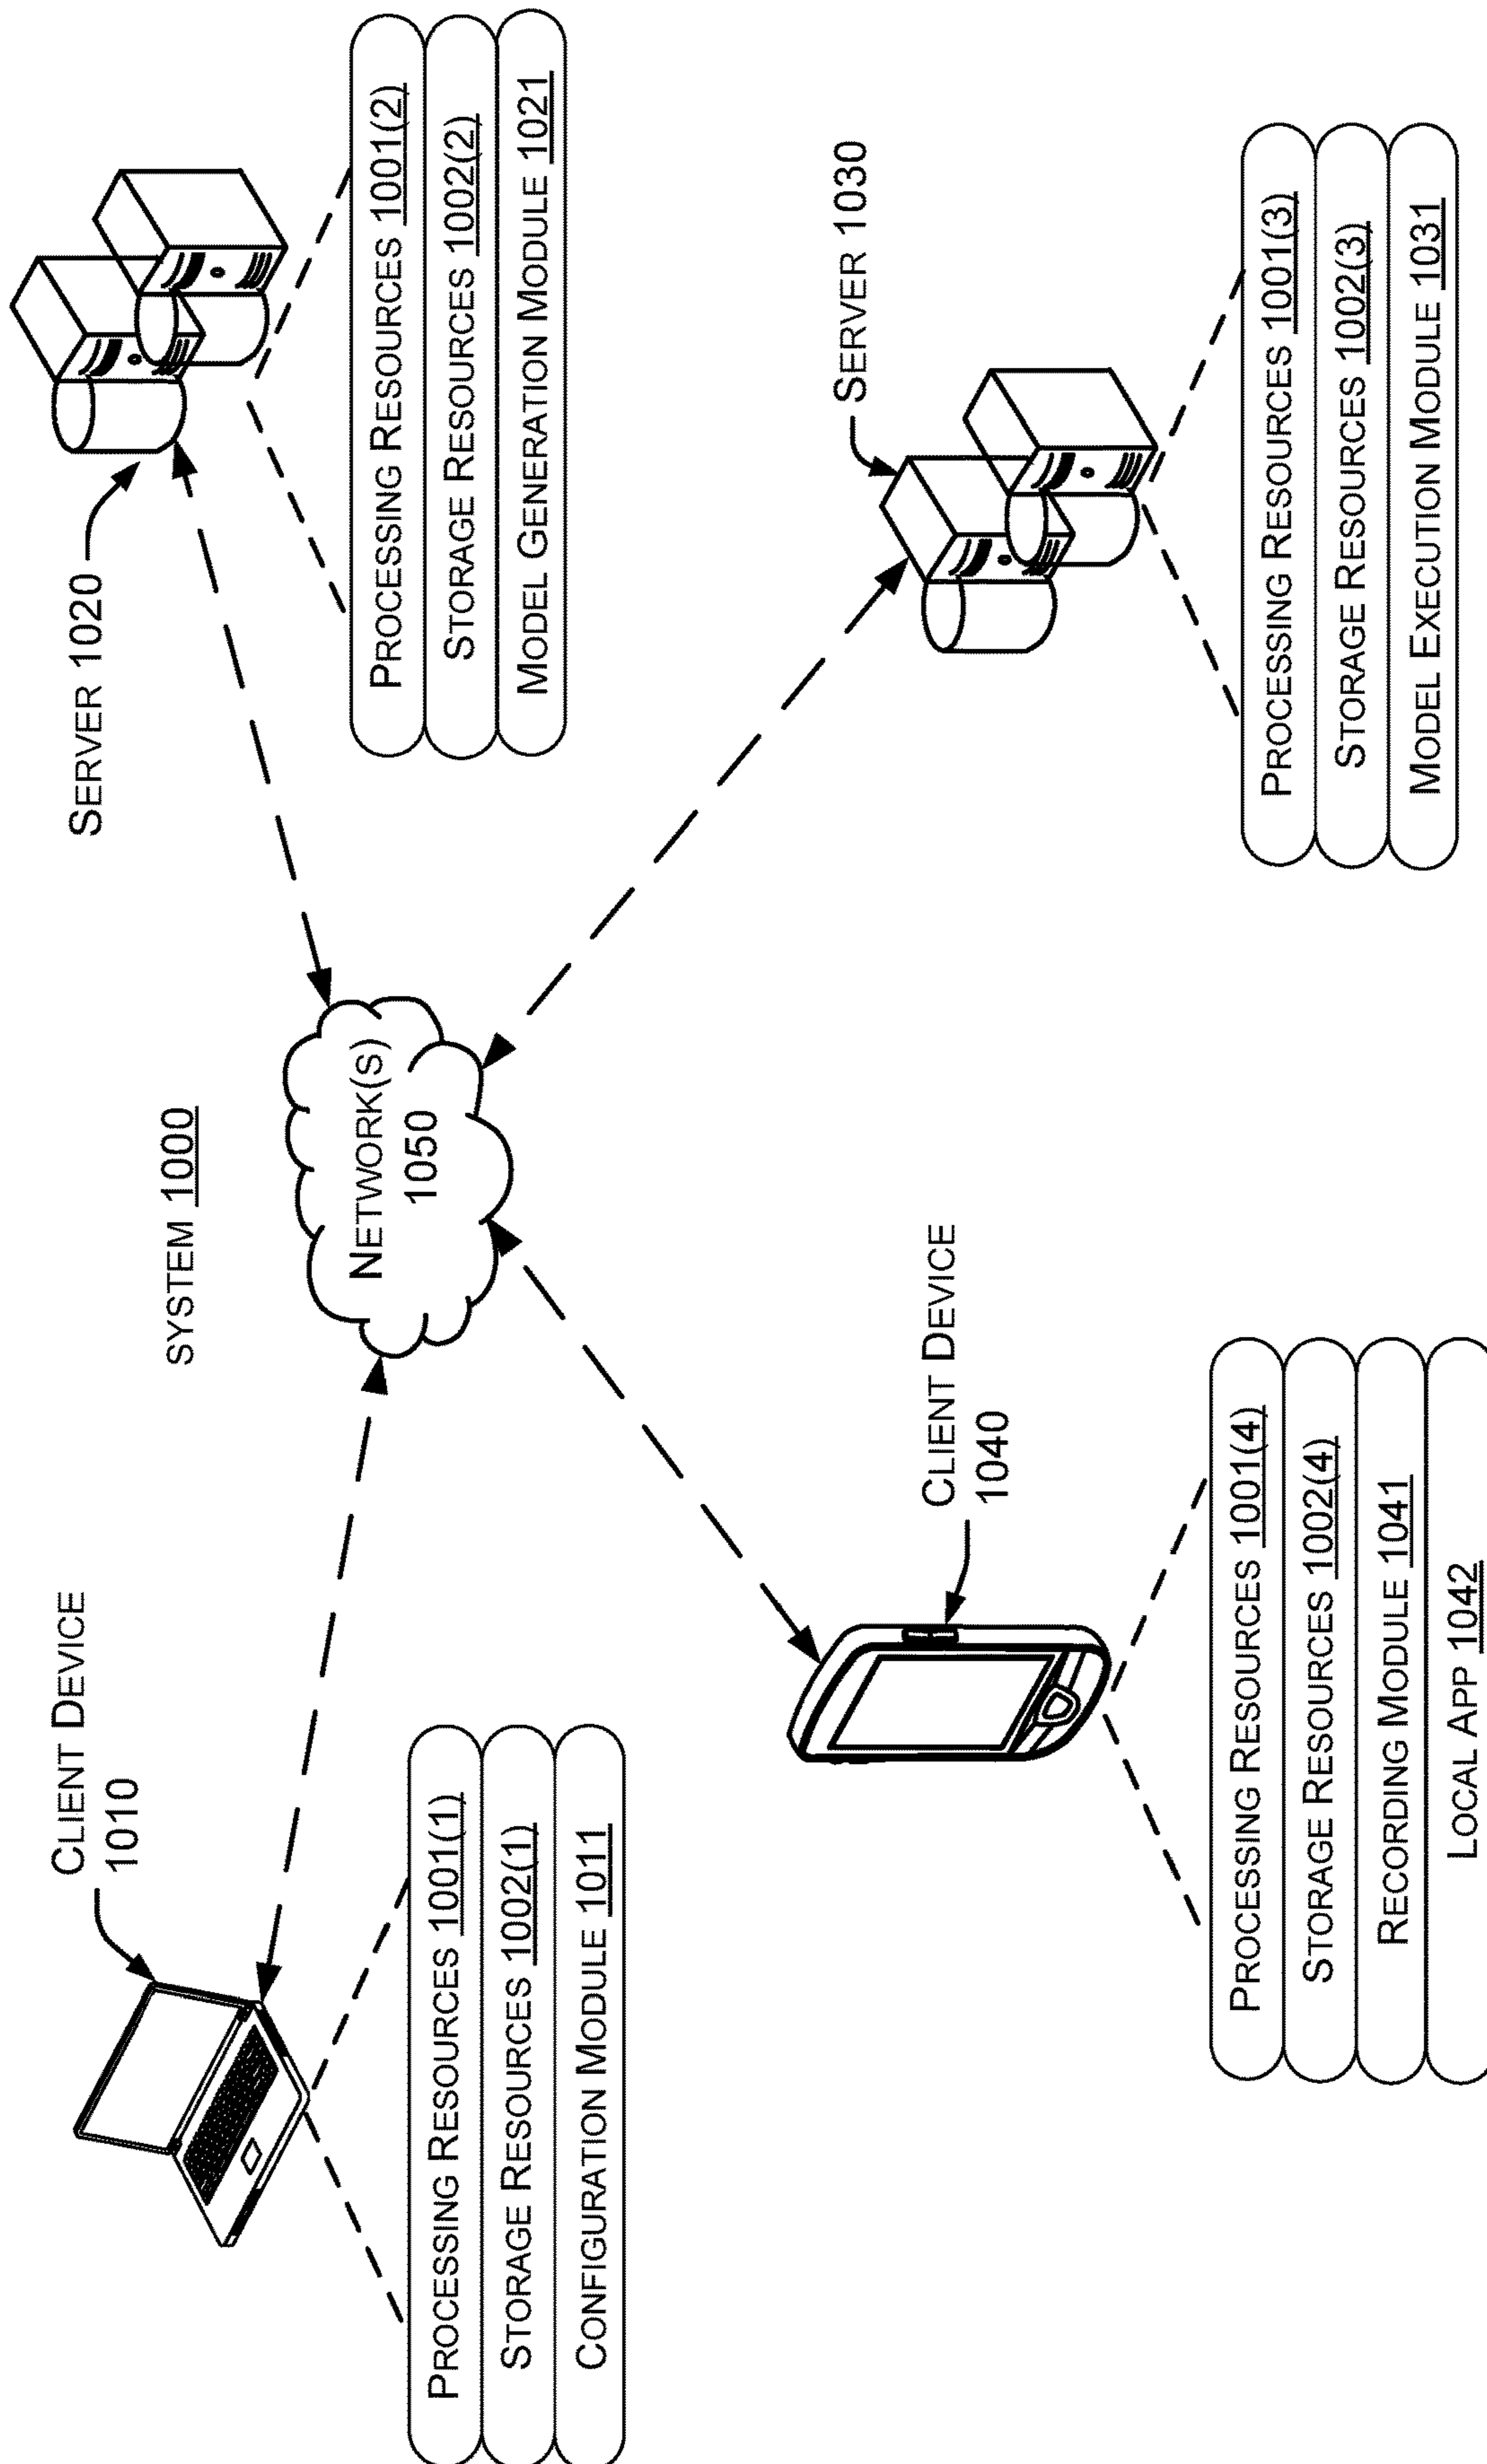 SYSTEM 1000
CLIENT DEVICE
1010
PROCESSING RESOURCES 1001(1)
STORAGE RESOURCES 1002(1)
CONFIGURATION MODULE 1011
NETWORK(S)
1050
SERVER 1020
PROCESSING RESOURCES 1001(2)
STORAGE RESOURCES 1002(2)
MODEL GENERATION MODULE 1021
CLIENT DEVICE
1040
PROCESSING RESOURCES 1001(4)
STORAGE RESOURCES 1002(4)
RECORDING MODULE 1041
LOCAL APP 1042
SERVER 1030
PROCESSING RESOURCES 1001(3)
STORAGE RESOURCES 1002(3)
MODEL EXECUTION MODULE 1031